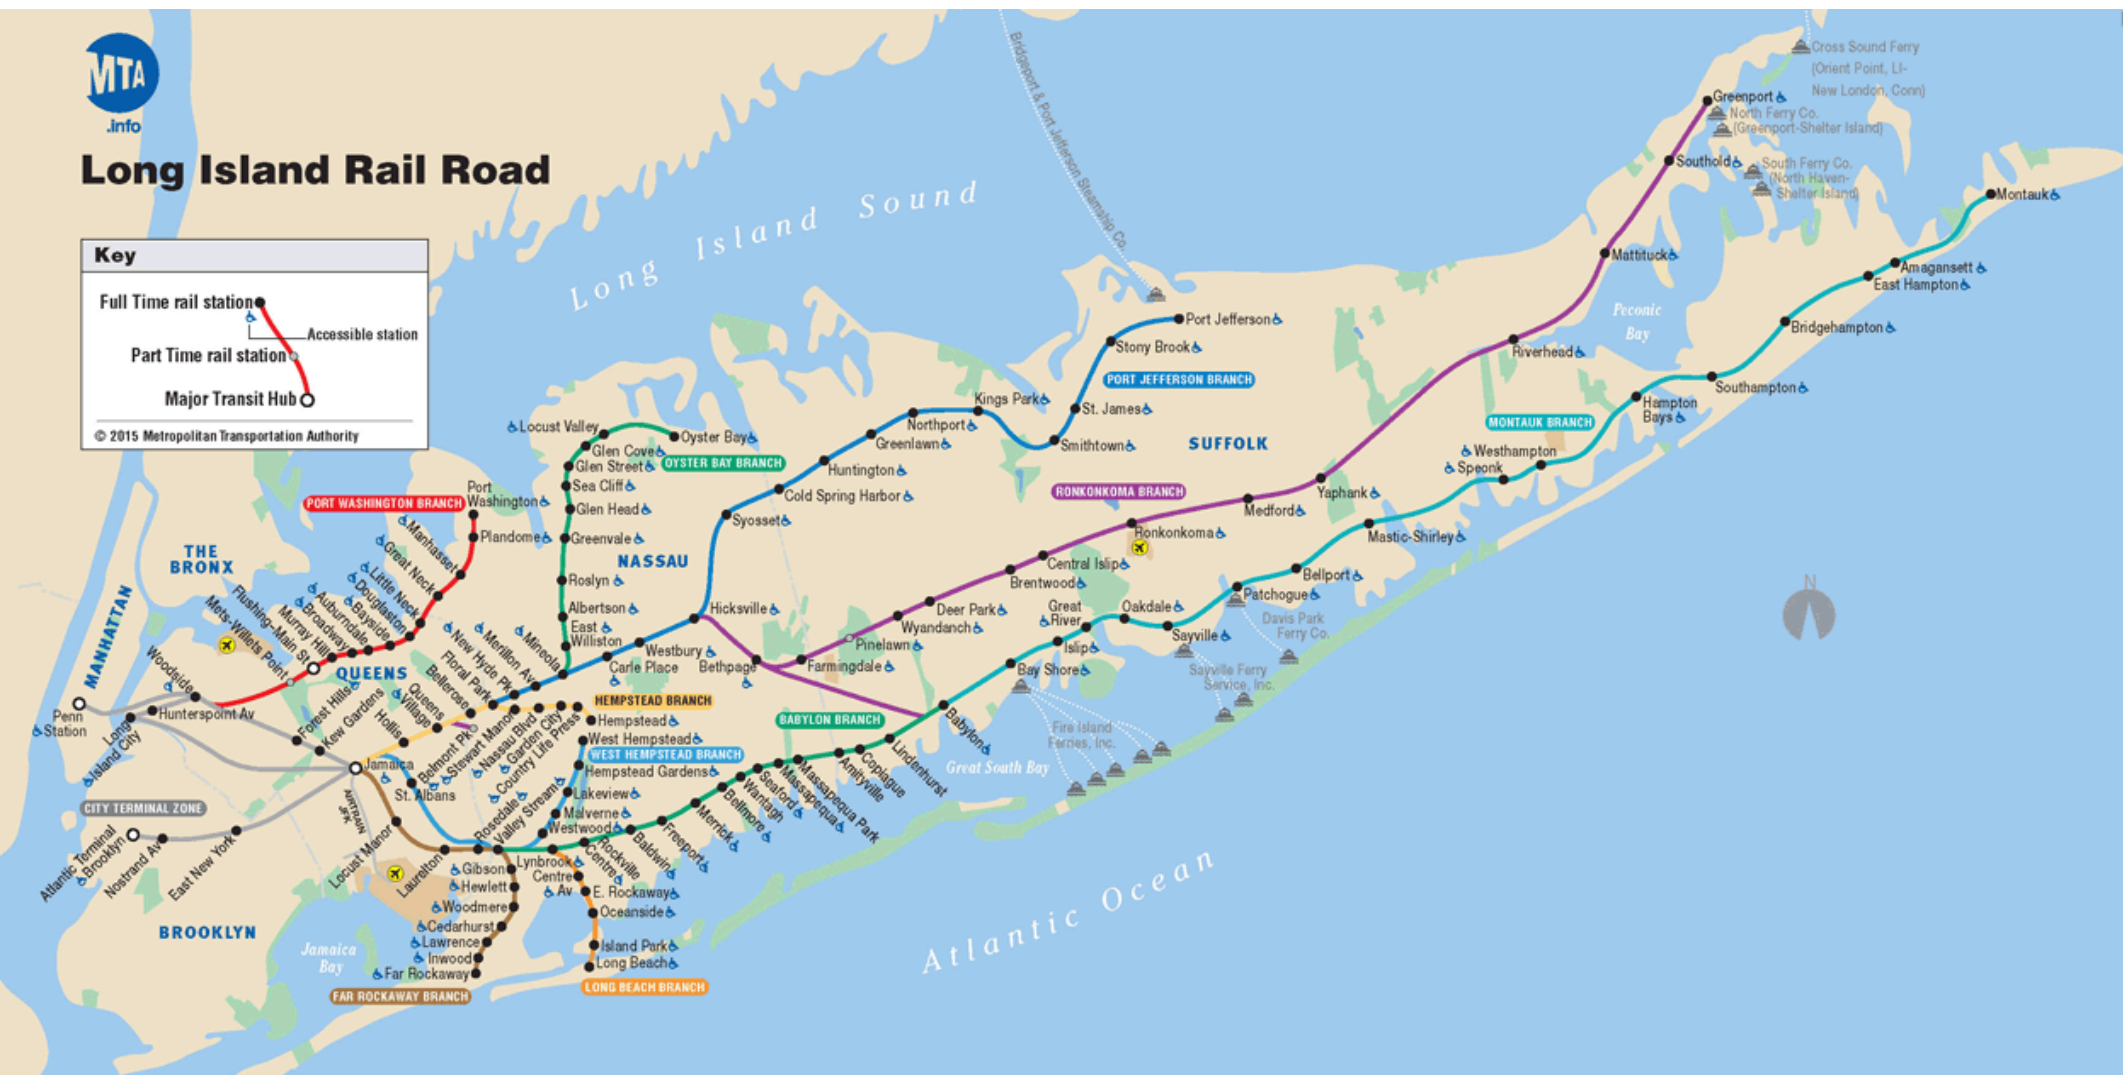 MTA
.info
Long Island Rail Road
Key
Full Time rail station
Accessible station
Part Time rail station
Major Transit Hub
© 2015 Metropolitan Transportation Authority
Long Island Sound
Bridgeport & Port Jefferson Steamship Co.
Cross Sound Ferry
(Orient Point, LI-
New London, Conn)
Greenport
North Ferry Co.
(Greenport-Shelter Island)
Southold
South Ferry Co.
(North Haven-
Shelter Island)
Montauk
Mattituck
Amagansett
East Hampton
Peconic
Bay
Bridgehampton
Riverhead
Southampton
Hampton
Bays
MONTAUK BRANCH
Westhampton
Speonk
Port Jefferson
Stony Brook
PORT JEFFERSON BRANCH
St. James
Kings Park
Smithtown
Northport
Greenlawn
Huntington
Cold Spring Harbor
Syosset
SUFFOLK
RONKONKOMA BRANCH
Yaphank
Medford
Ronkonkoma
Mastic-Shirley
Central Islip
Brentwood
Bellport
Patchogue
Deer Park
Wyandanch
Great
River
Oakdale
Sayville
Islip
Bay Shore
Davis Park
Ferry Co.
Sayville Ferry
Service, Inc.
Fire Island
Ferries, Inc.
Great South Bay
Pinelawn
Farmingdale
Bethpage
Hicksville
Westbury
Carle Place
Locust Valley
Oyster Bay
Glen Cove
OYSTER BAY BRANCH
Glen Street
Sea Cliff
Glen Head
Greenvale
NASSAU
Roslyn
Albertson
East
Williston
Mineola
Merillon Av
New Hyde Pk
Floral Park
Bellerose
Queens
Village
Hollis
PORT WASHINGTON BRANCH
Port
Washington
Plandome
Manhasset
Great Neck
Little Neck
Douglaston
Bayside
Auburndale
Broadway
Murray Hill
Flushing–Main St
Mets-Willets Point
THE
BRONX
MANHATTAN
QUEENS
Woodside
Penn
Station
Long
Island City
Hunterspoint Av
Forest Hills
Kew Gardens
Jamaica
AIRTRAIN
JFK
CITY TERMINAL ZONE
Atlantic Terminal
Brooklyn
Nostrand Av
East New York
BROOKLYN
Jamaica
Bay
HEMPSTEAD BRANCH
Hempstead
Belmont Pk
Stewart Manor
Nassau Blvd
Garden City
Country Life Press
West Hempstead
WEST HEMPSTEAD BRANCH
Hempstead Gardens
Lakeview
Malverne
Westwood
St. Albans
Locust Manor
Laurelton
Rosedale
Valley Stream
Gibson
Hewlett
Woodmere
Cedarhurst
Lawrence
Inwood
Far Rockaway
FAR ROCKAWAY BRANCH
Lynbrook
Centre
Av
E. Rockaway
Oceanside
Island Park
Long Beach
LONG BEACH BRANCH
Rockville
Centre
Baldwin
Freeport
Merrick
Bellmore
Wantagh
Seaford
Massapequa
Massapequa Park
Amityville
Copiague
Lindenhurst
Babylon
BABYLON BRANCH
Atlantic Ocean
N